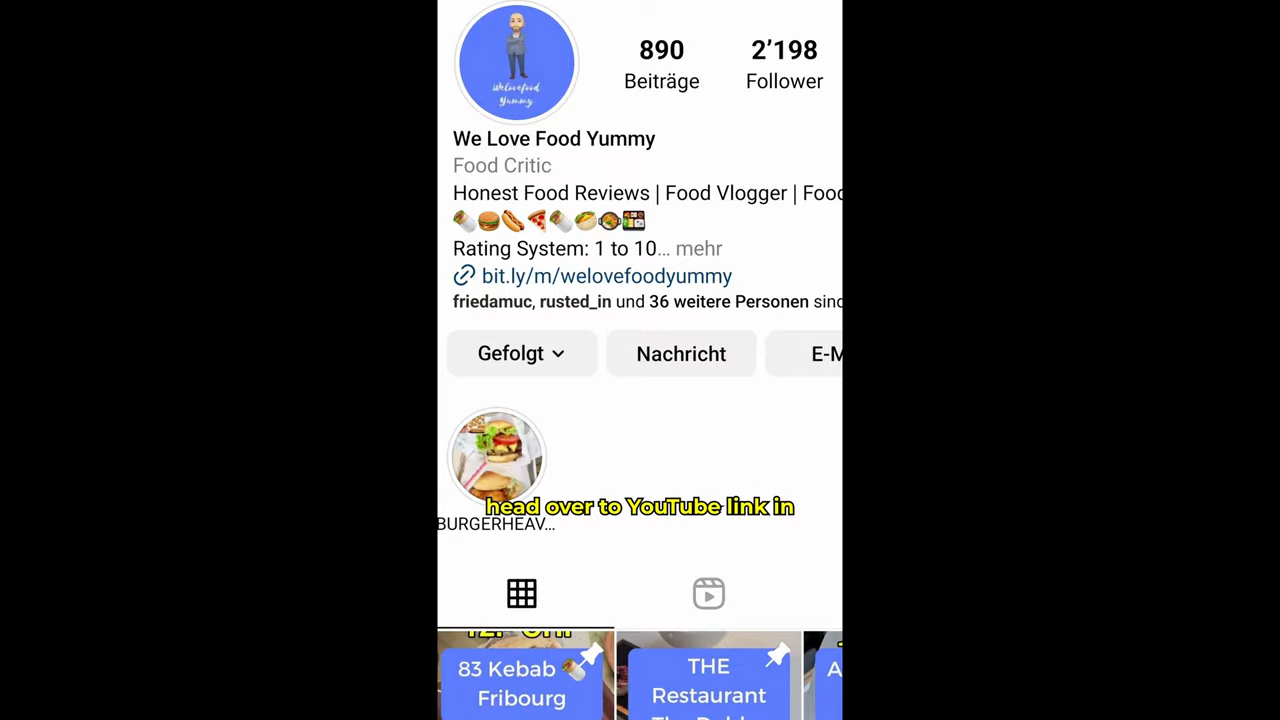 Welovefood
Yummy
890
Beiträge
2’198
Follower
We Love Food Yummy
Food Critic
Honest Food Reviews | Food Vlogger | Food
Rating System: 1 to 10... mehr
bit.ly/m/welovefoodyummy
friedamuc, rusted_in und 36 weitere Personen sind
Gefolgt
Nachricht
E-M
head over to YouTube link in
BURGERHEAV...
83 Kebab
Fribourg
THE
Restaurant
A